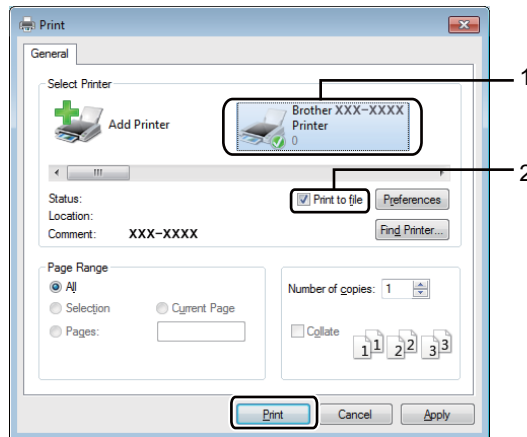 Print
General
Select Printer
Add Printer
Brother XXX-XXXX
Printer
0
1
2
Status:
Print to file
Preferences
Location:
Comment: XXX-XXXX
Find Printer...
Page Range
All
Selection
Current Page
Pages:
Number of copies: 1
Collate
1 1 2 2 3 3
Print
Cancel
Apply